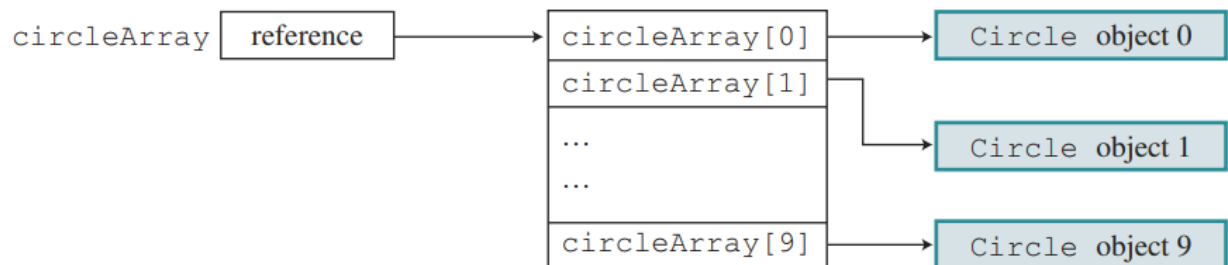 circleArray reference circleArray[0] Circle object 0
circleArray[1]
... Circle object 1
...
circleArray[9] Circle object 9